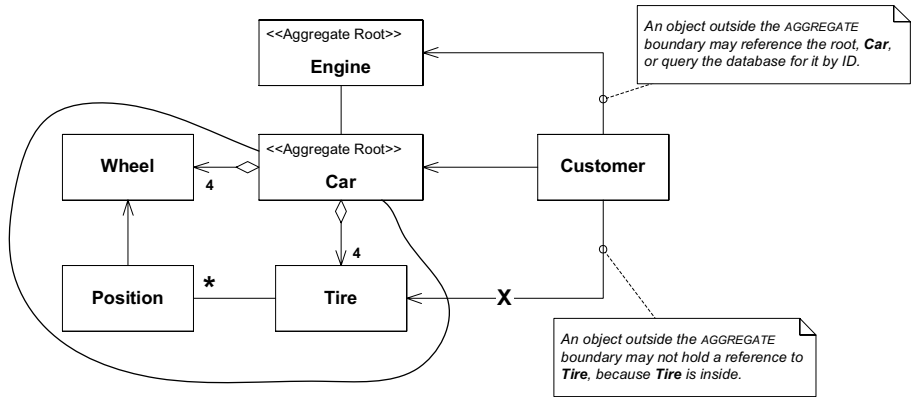 <<Aggregate Root>>
Engine
An object outside the AGGREGATE
boundary may reference the root, Car,
or query the database for it by ID.
<<Aggregate Root>>
Car
Wheel
4
Customer
4
Position
*
Tire
X
An object outside the AGGREGATE
boundary may not hold a reference to
Tire, because Tire is inside.